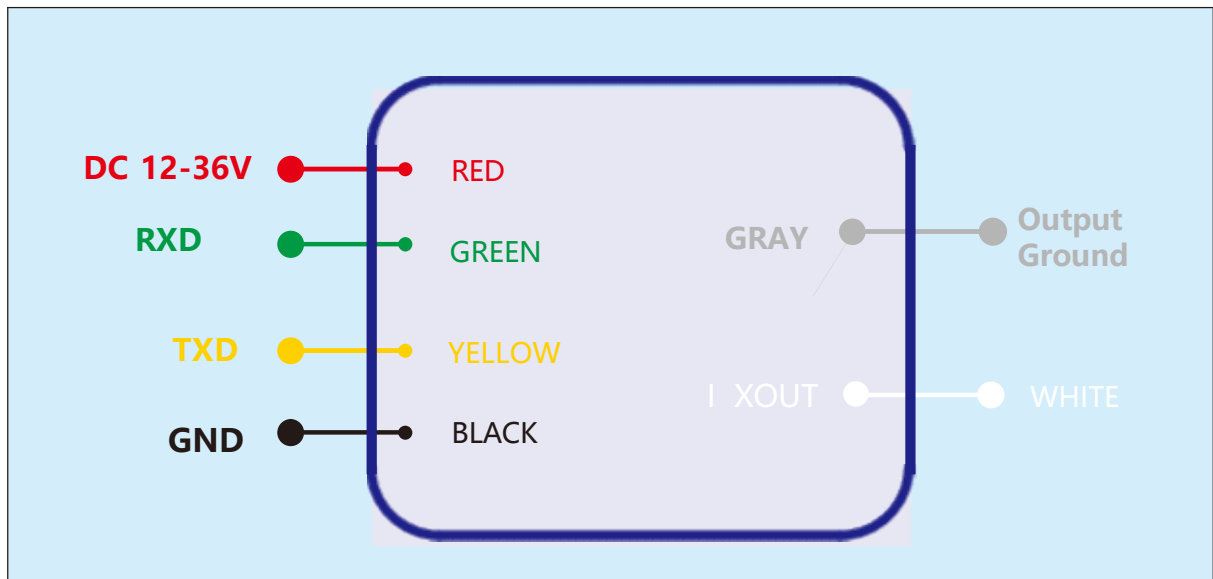 DC 12-36V
RED
RXD
GREEN
GRAY
Output
Ground
TXD
YELLOW
I XOUT
WHITE
GND
BLACK